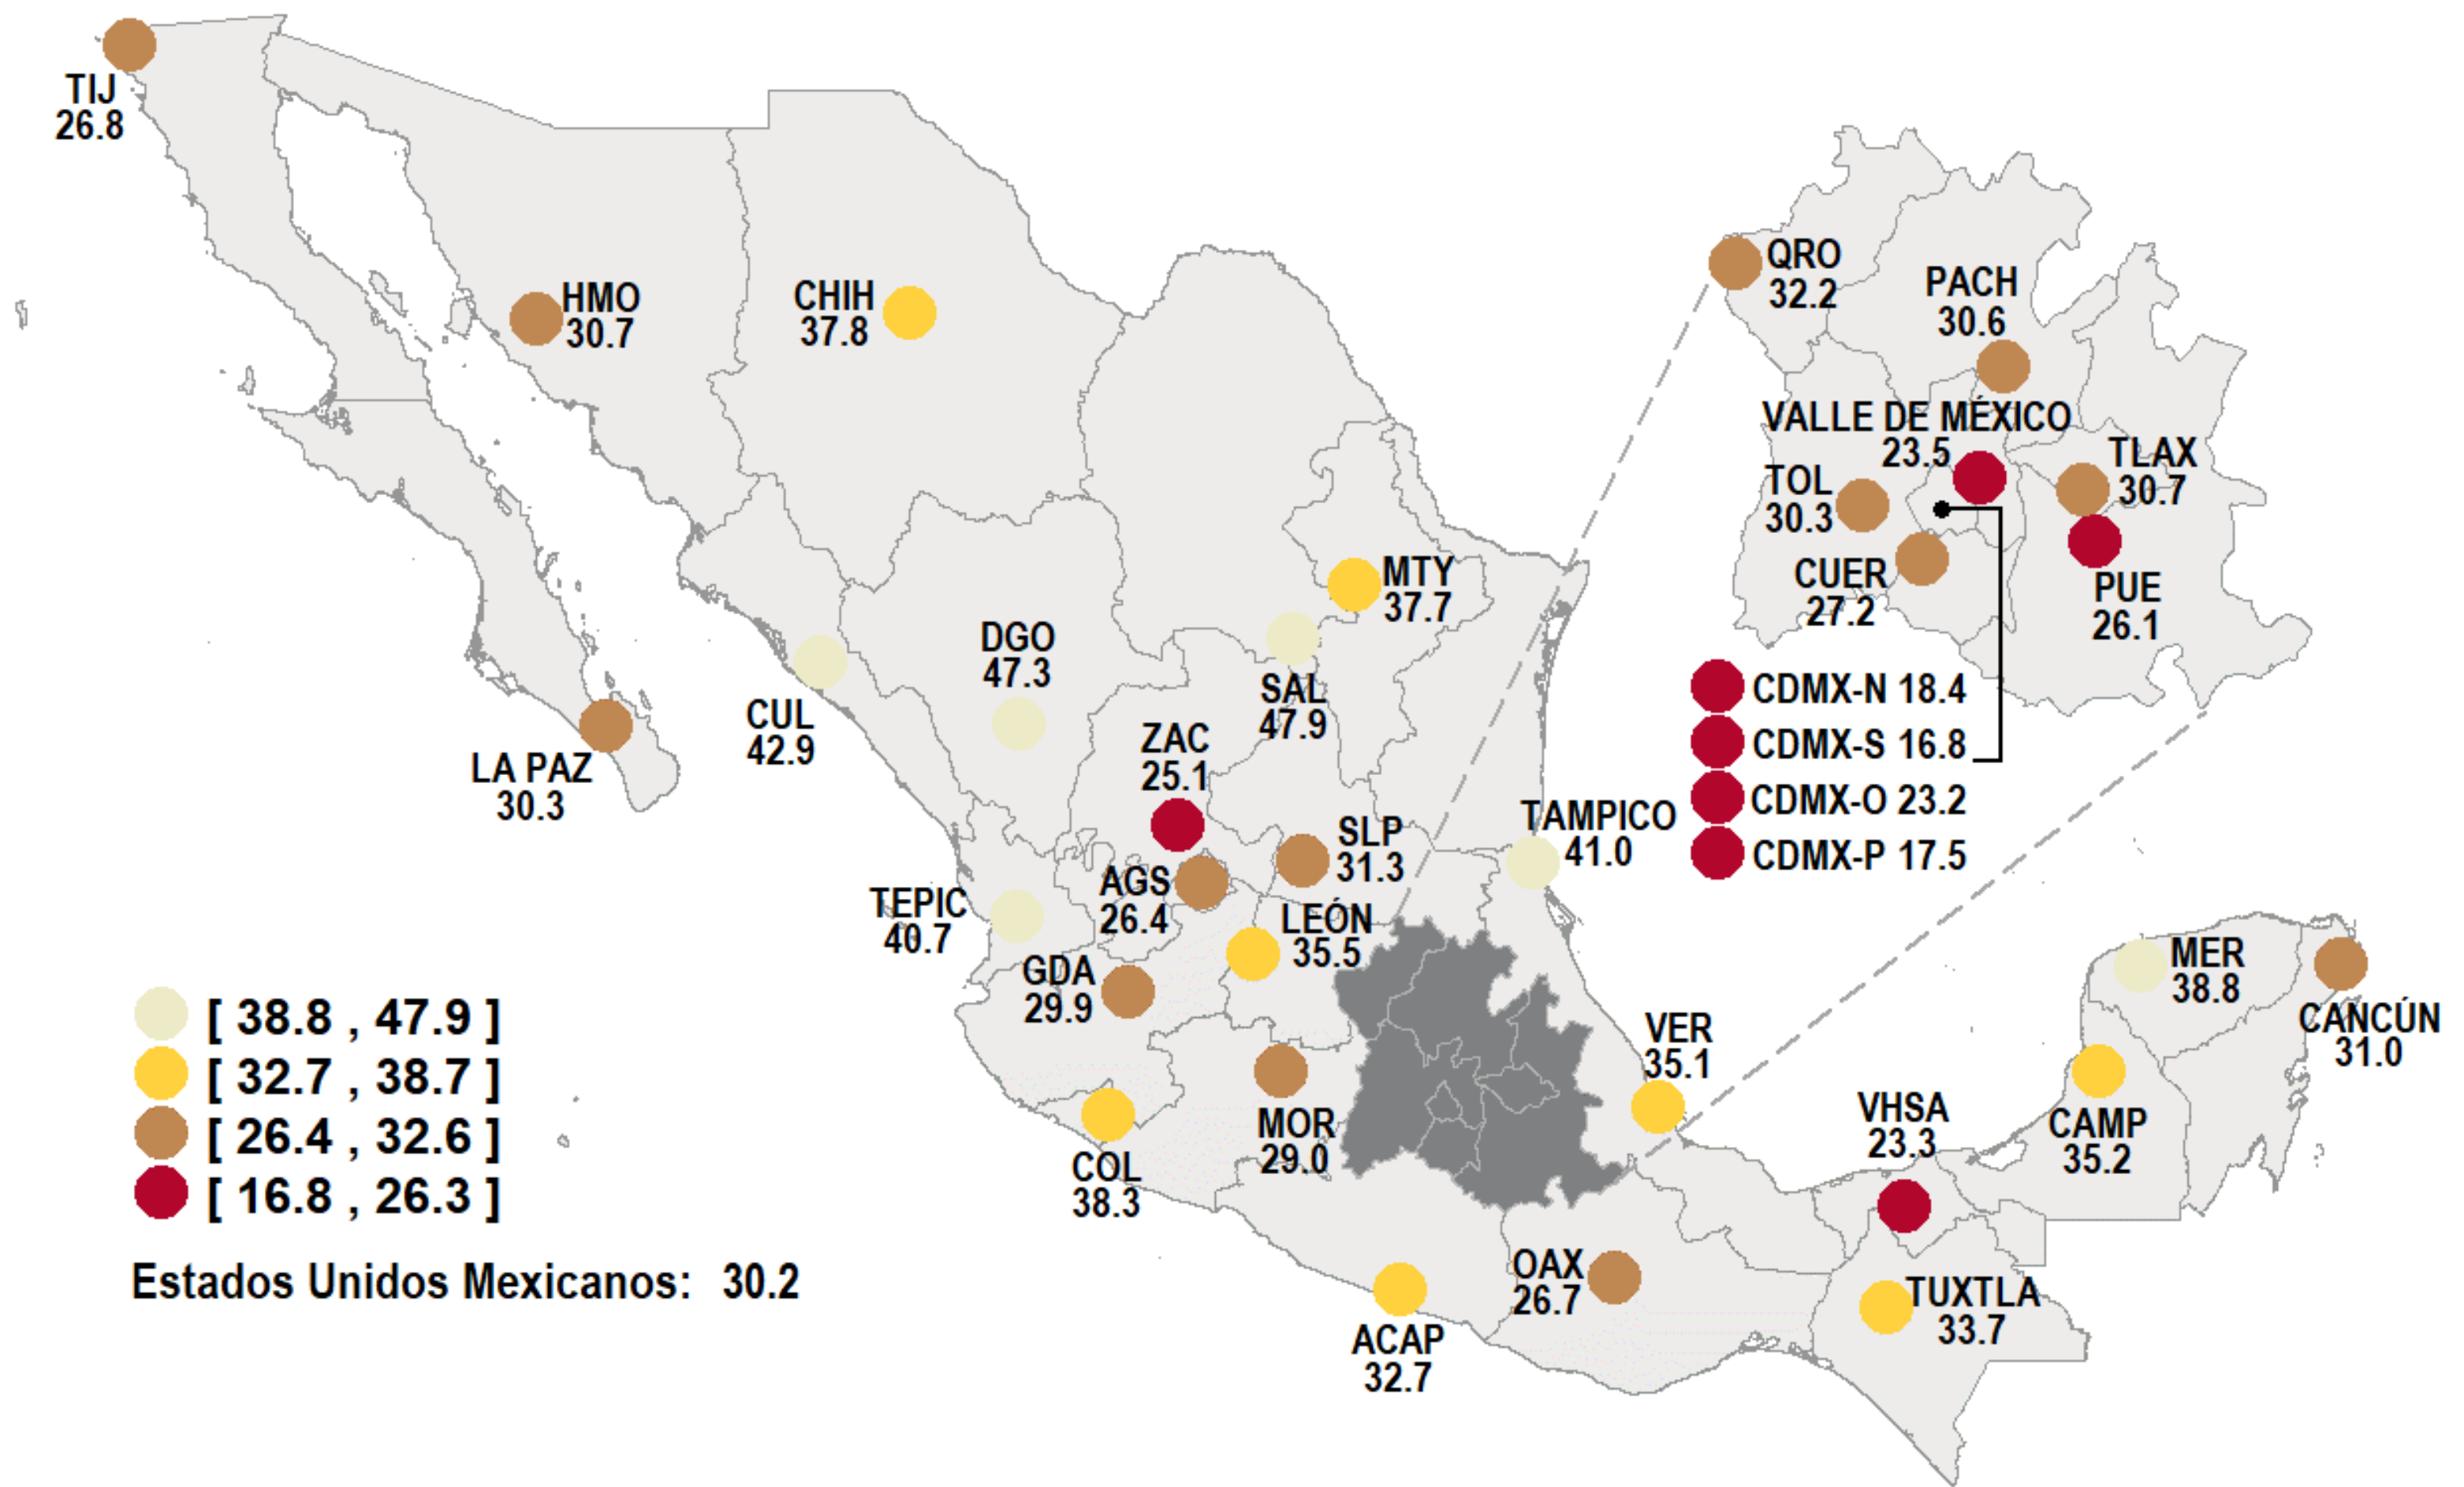 TIJ
26.8
HMO
30.7
CHIH
37.8
QRO
32.2
PACH
30.6
VALLE DE MÉXICO
23.5
TLAX
30.7
TOL
30.3
CUER
27.2
PUE
26.1
CDMX-N 18.4
CDMX-S 16.8
CDMX-O 23.2
CDMX-P 17.5
MTY
37.7
DGO
47.3
SAL
47.9
CUL
42.9
LA PAZ
30.3
ZAC
25.1
SLP
31.3
TAMPICO
41.0
AGS
26.4
TEPIC
40.7
LEÓN
35.5
GDA
29.9
MER
38.8
CANCÚN
31.0
VER
35.1
MOR
29.0
COL
38.3
VHSA
23.3
CAMP
35.2
OAX
26.7
TUXTLA
33.7
ACAP
32.7
[ 38.8 , 47.9 ]
[ 32.7 , 38.7 ]
[ 26.4 , 32.6 ]
[ 16.8 , 26.3 ]
Estados Unidos Mexicanos: 30.2